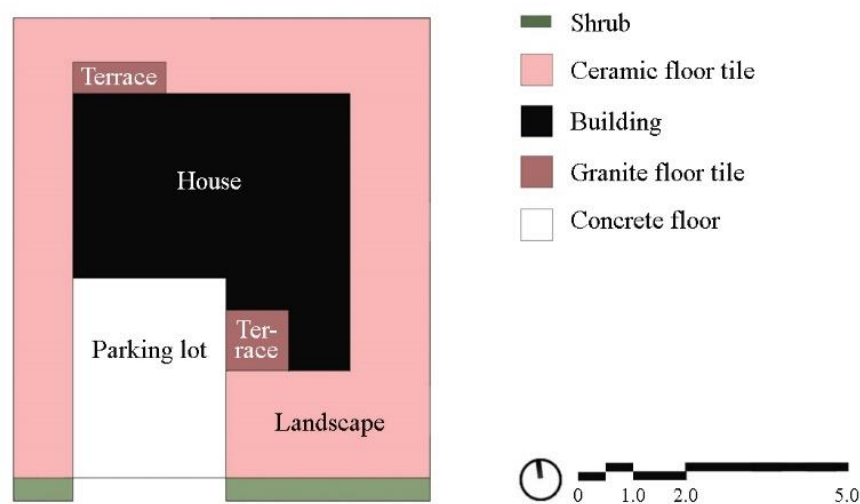 Terrace
House
Parking lot
Ter-
race
Landscape
Shrub
Ceramic floor tile
Building
Granite floor tile
Concrete floor
0 1.0 2.0 5.0